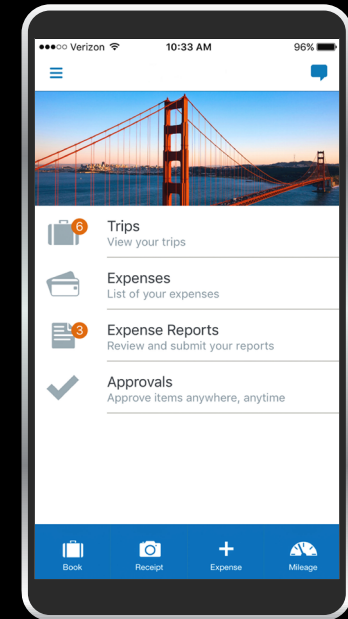 Verizon 10:33 AM 96%
6
Trips
View your trips
Expenses
List of your expenses
3
Expense Reports
Review and submit your reports
Approvals
Approve items anywhere, anytime
Book Receipt Expense Mileage